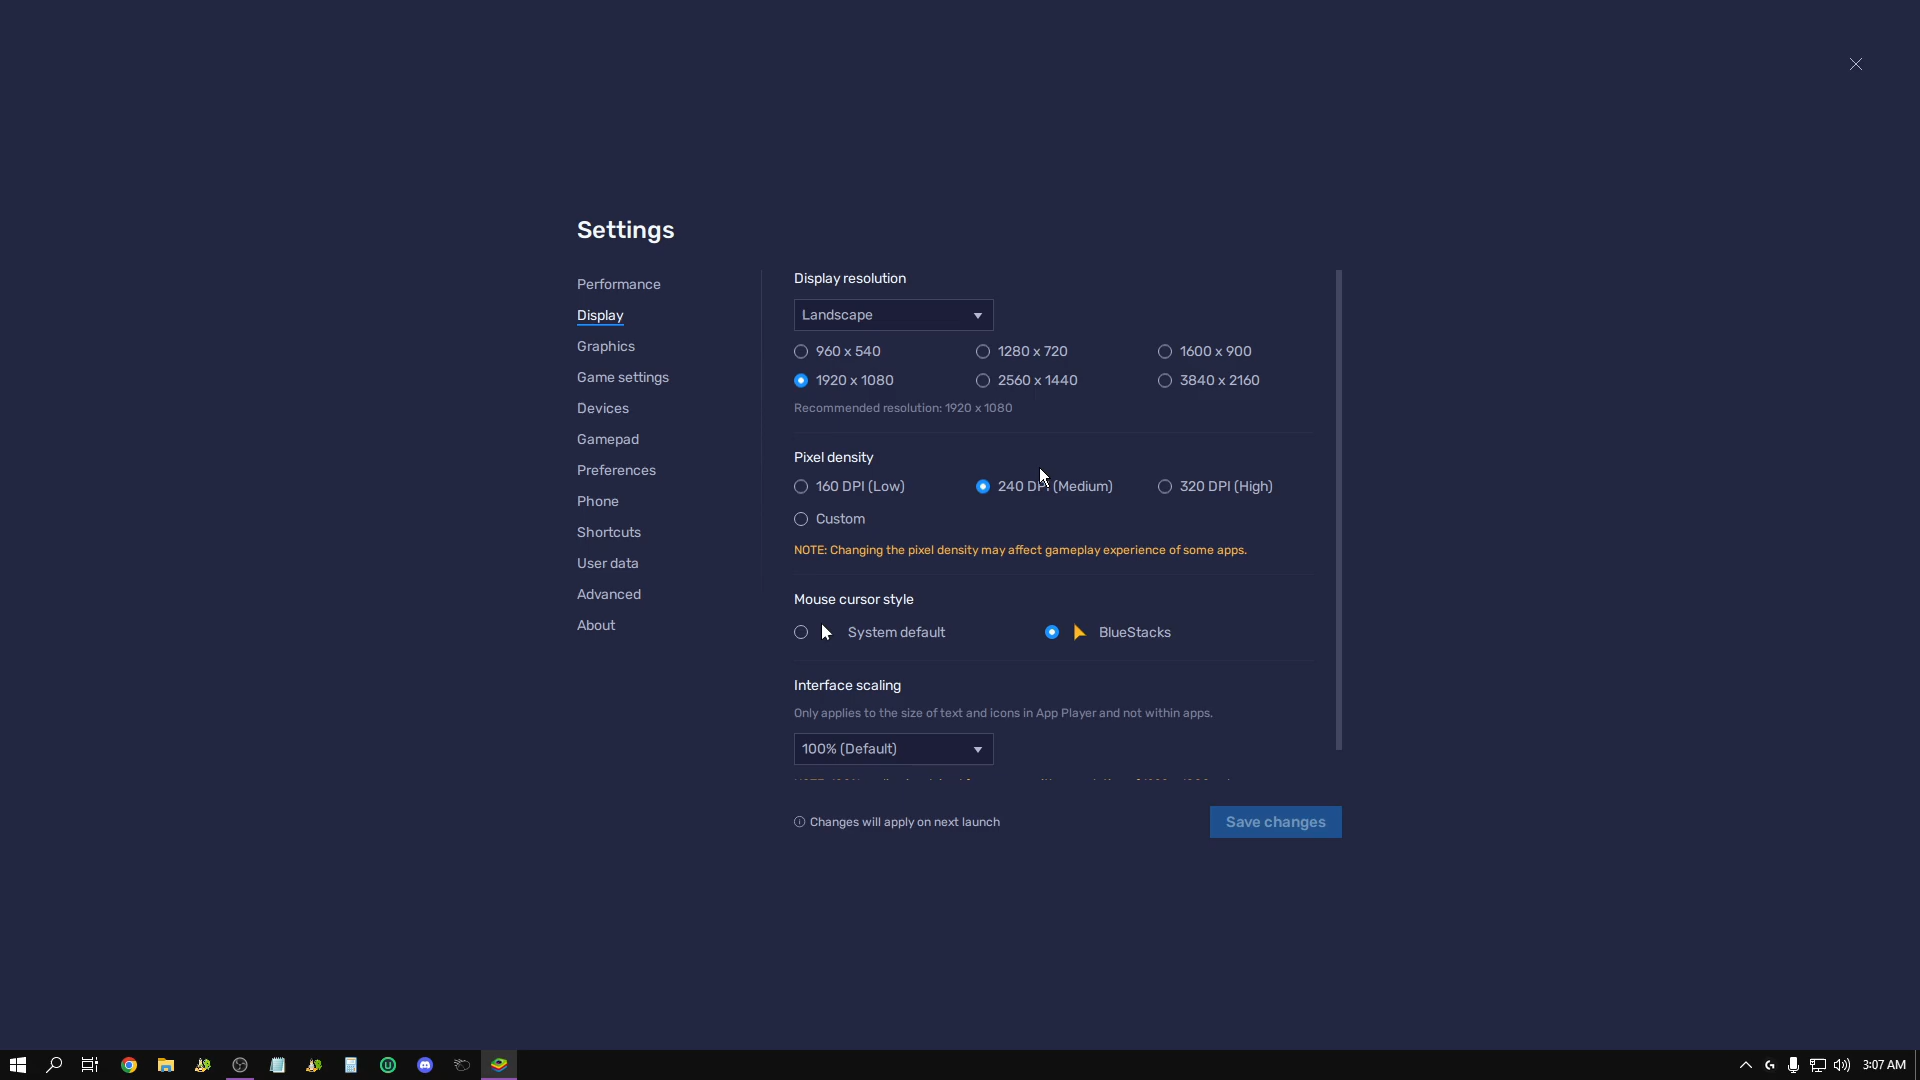 Settings
Performance
Display
Graphics
Game settings
Devices
Gamepad
Preferences
Phone
Shortcuts
User data
Advanced
About
Display resolution
Landscape
960 x 540
1280 x 720
1600 x 900
1920 x 1080
2560 x 1440
3840 x 2160
Recommended resolution: 1920 x 1080
Pixel density
160 DPI (Low)
240 DPI (Medium)
320 DPI (High)
Custom
NOTE: Changing the pixel density may affect gameplay experience of some apps.
Mouse cursor style
System default
BlueStacks
Interface scaling
Only applies to the size of text and icons in App Player and not within apps.
100% (Default)
Changes will apply on next launch
Save changes
3:07 AM